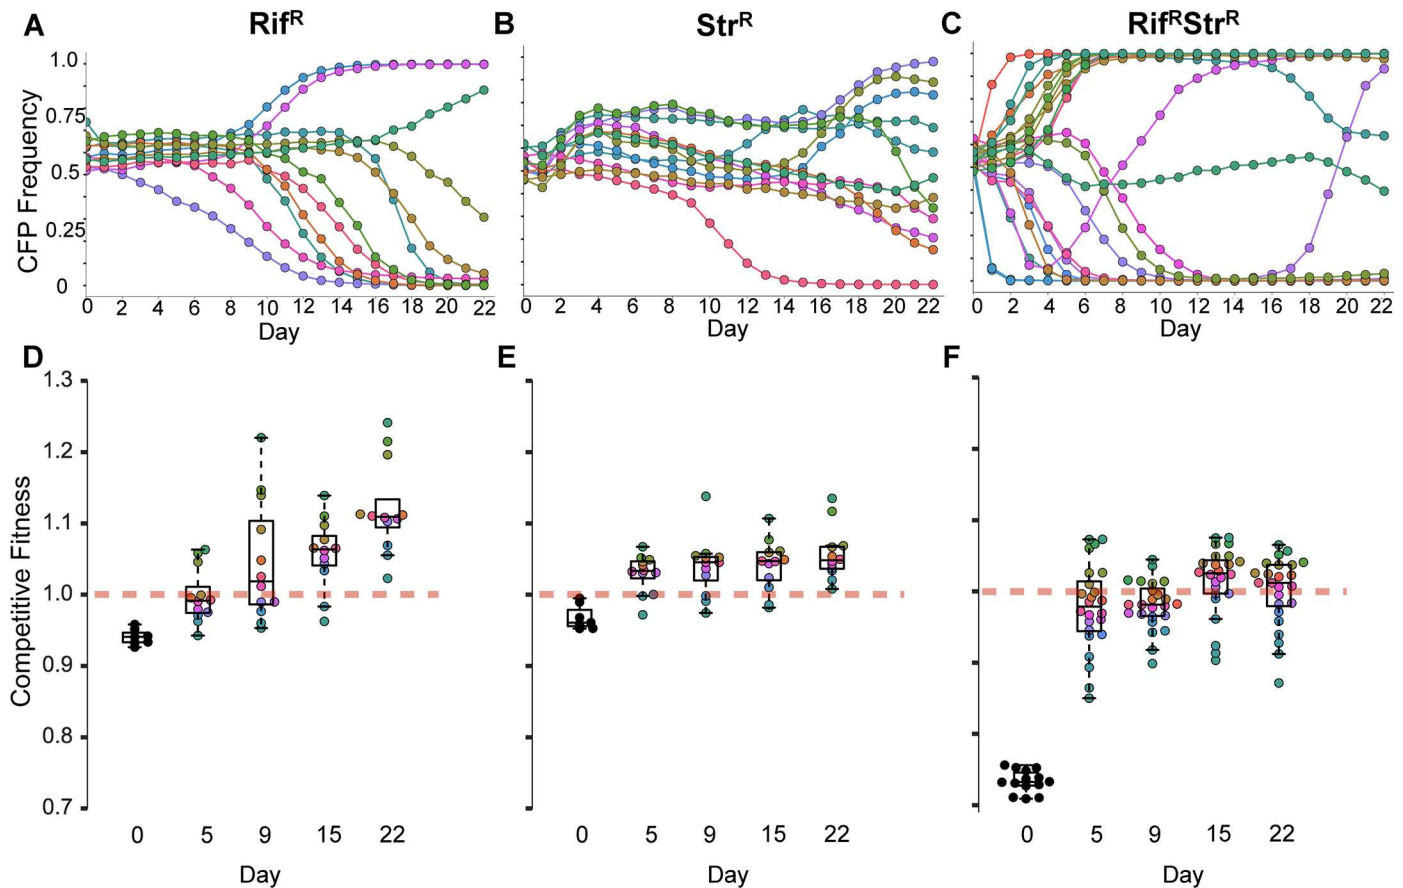 A Rifᴿ B Strᴿ C RifᴿStrᴿ
CFP Frequency
1.0
0.75
0.5
0.25
0
0 2 4 6 8 10 12 14 16 18 20 22
Day
0 2 4 6 8 10 12 14 16 18 20 22
Day
0 2 4 6 8 10 12 14 16 18 20 22
Day
D E F
Competitive Fitness
1.3
1.2
1.1
1.0
0.9
0.8
0.7
0 5 9 15 22
Day
0 5 9 15 22
Day
0 5 9 15 22
Day